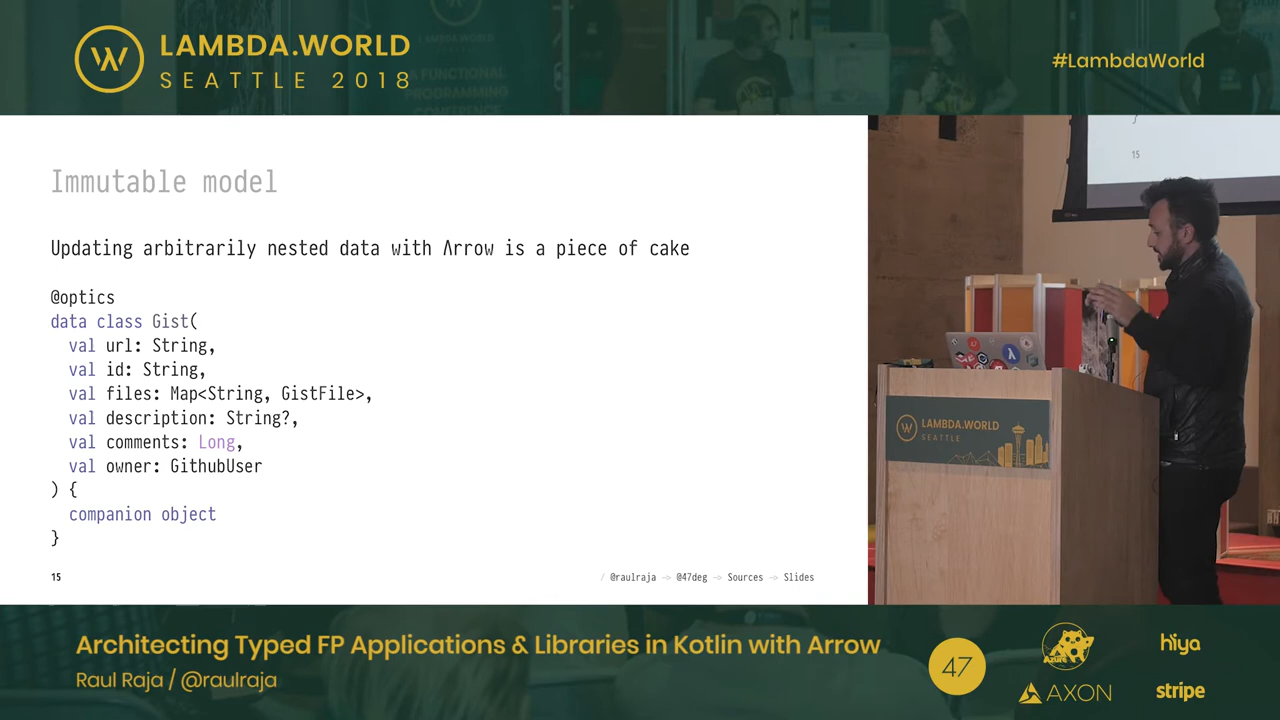 LAMBDA.WORLD
SEATTLE 2018
#LambdaWorld
Immutable model
Updating arbitrarily nested data with Λrrow is a piece of cake
@optics
data class Gist(
val url: String,
val id: String,
val files: Map<String, GistFile>,
val description: String?,
val comments: Long,
val owner: GithubUser
) {
companion object
}
15
/ @raulraja -> @47deg -> Sources -> Slides
15
LAMBDA.WORLD
SEATTLE
Architecting Typed FP Applications & Libraries in Kotlin with Arrow
Raul Raja / @raulraja
47
Azure
hiya
AXON
stripe